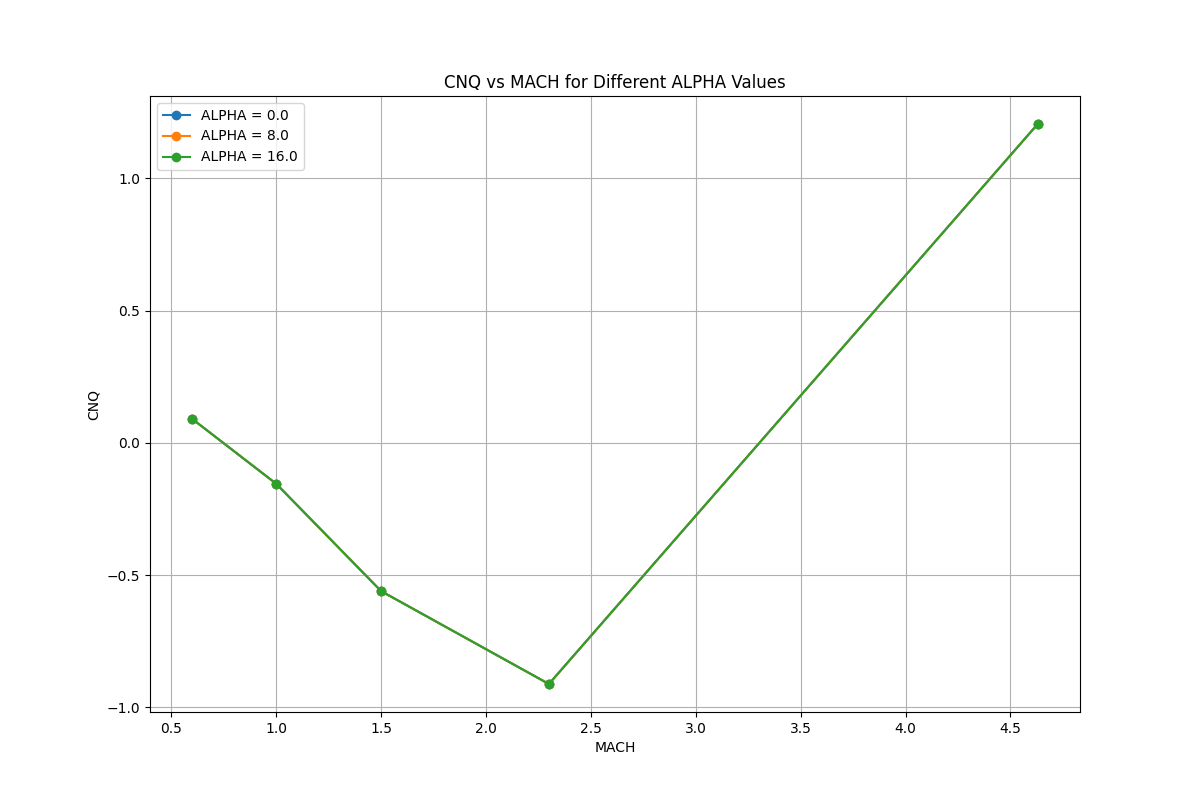 CNQ vs MACH for Different ALPHA Values
ALPHA = 0.0
ALPHA = 8.0
ALPHA = 16.0
1.0
0.5
0.0
−0.5
−1.0
CNQ
0.5 1.0 1.5 2.0 2.5 3.0 3.5 4.0 4.5
MACH